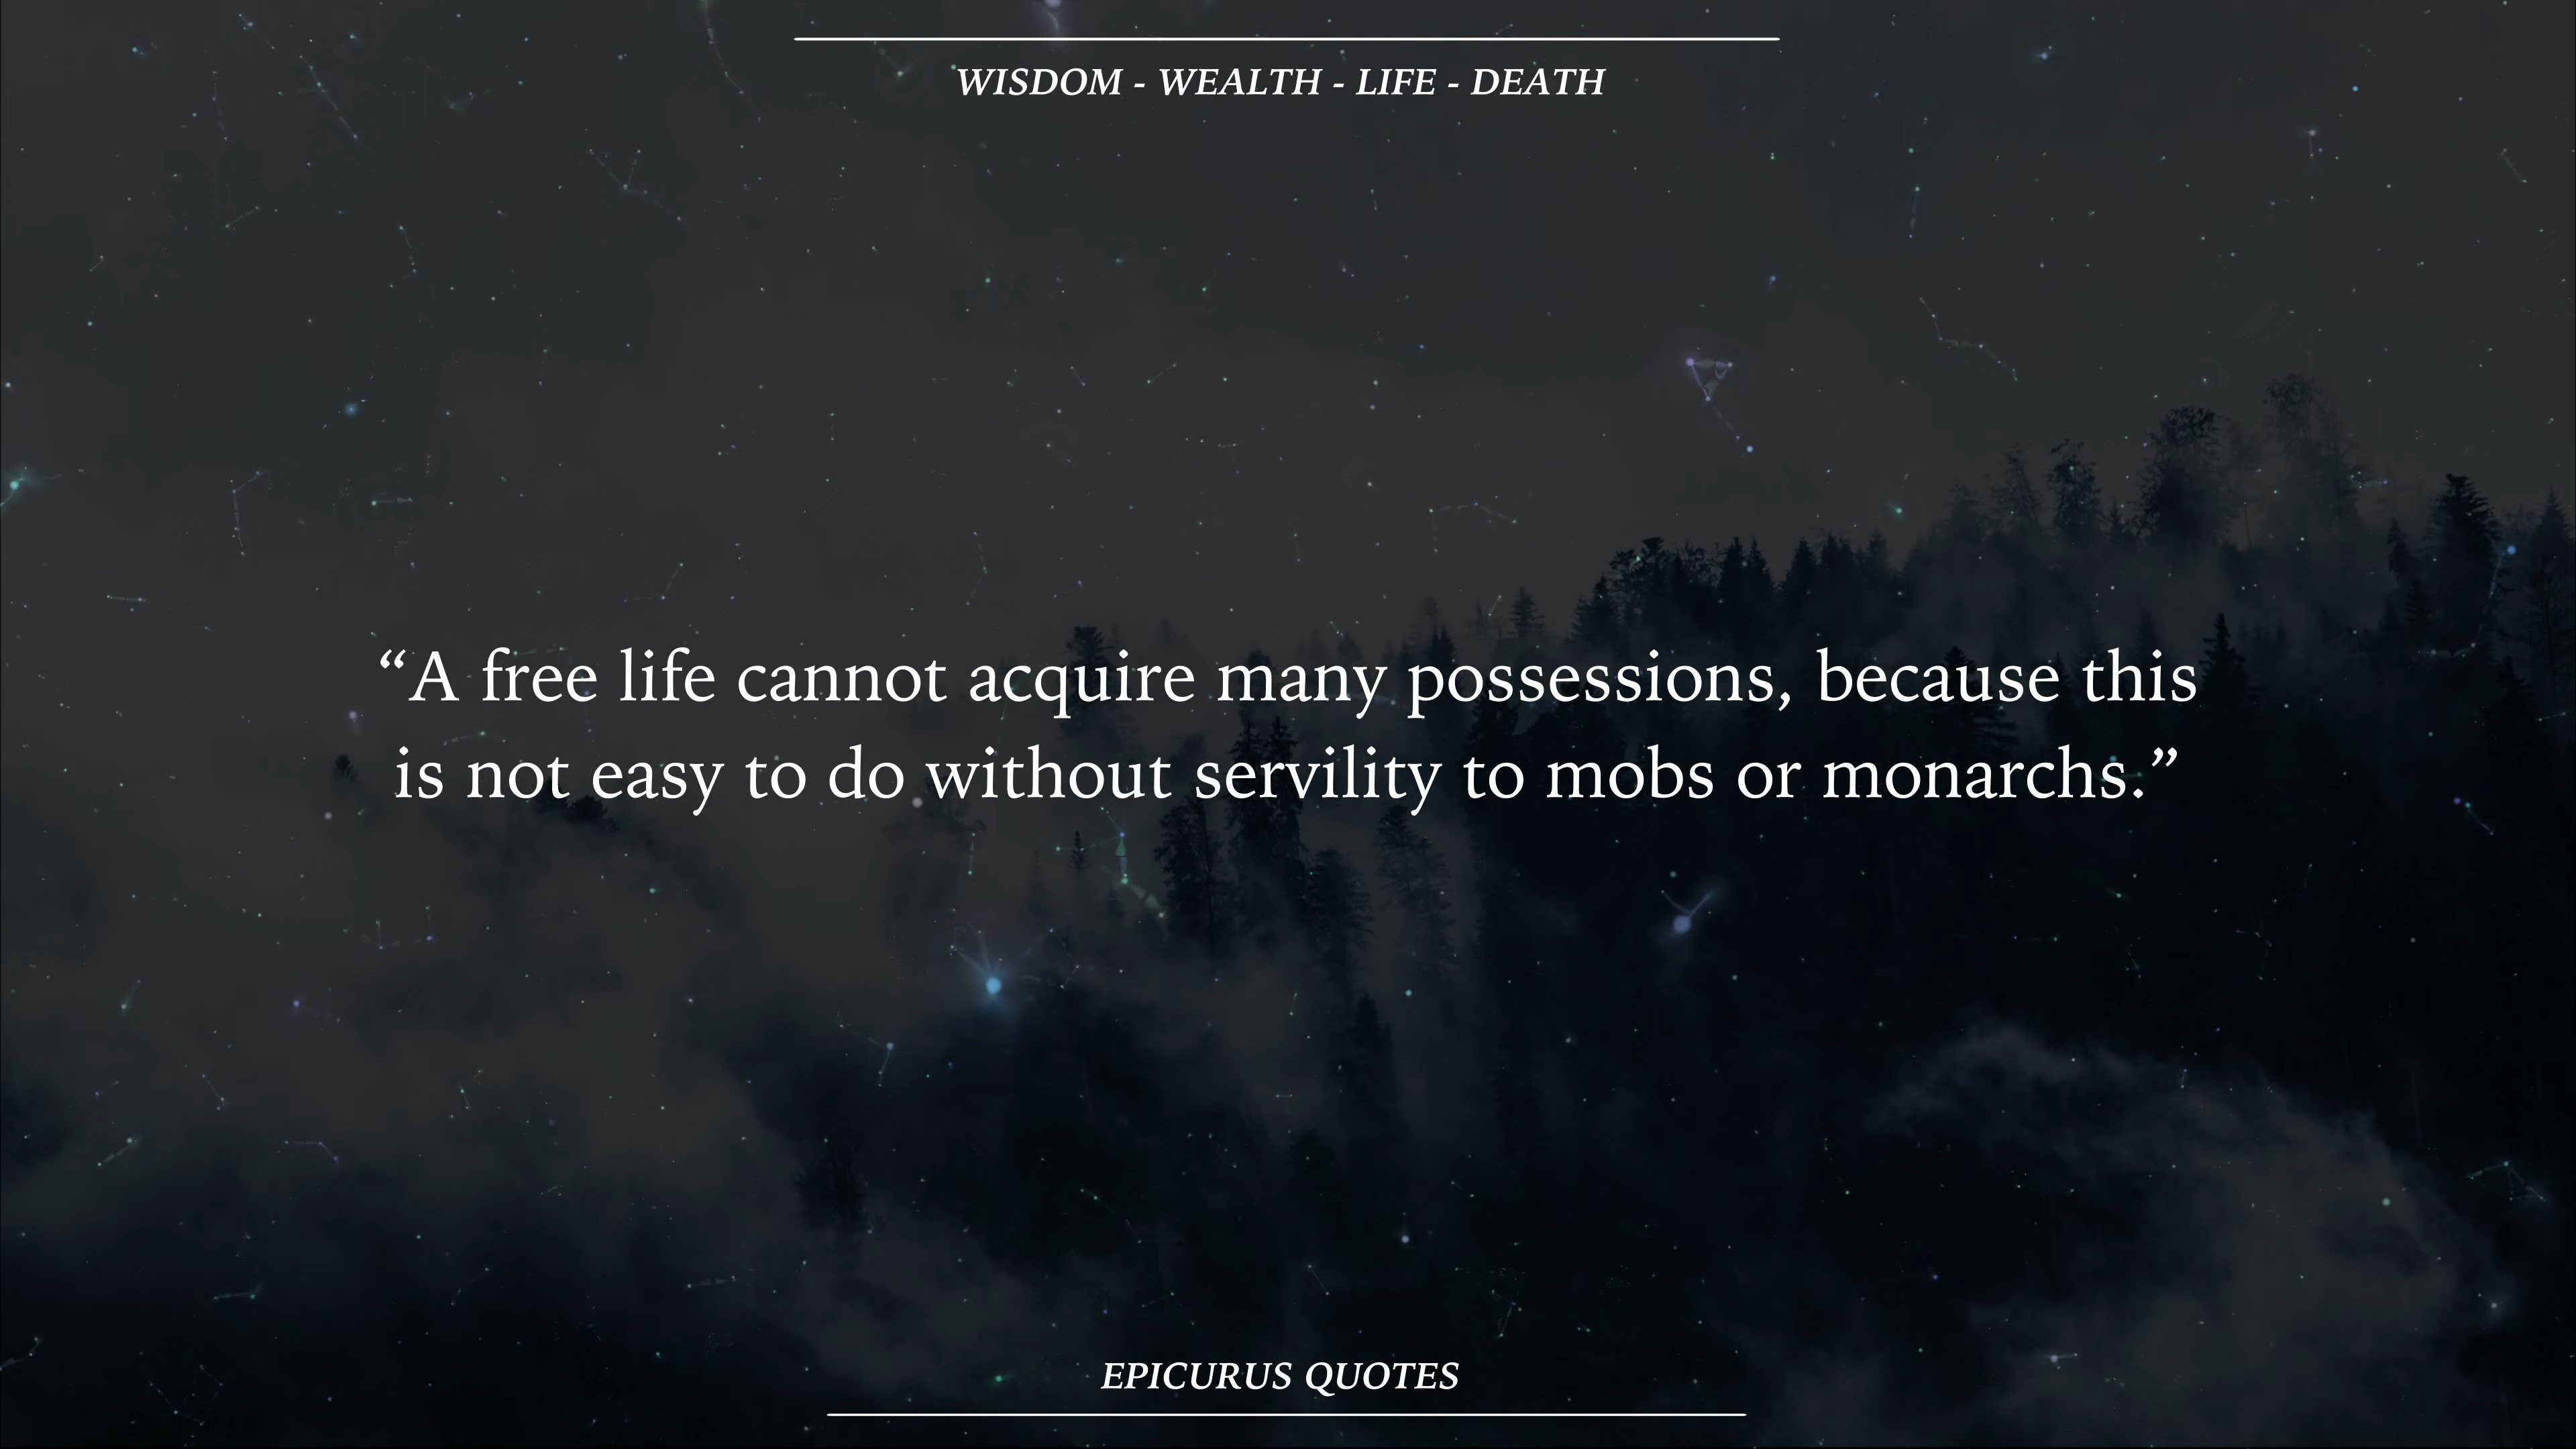 WISDOM - WEALTH - LIFE - DEATH
“A free life cannot acquire many possessions, because this
is not easy to do without servility to mobs or monarchs.”
EPICURUS QUOTES